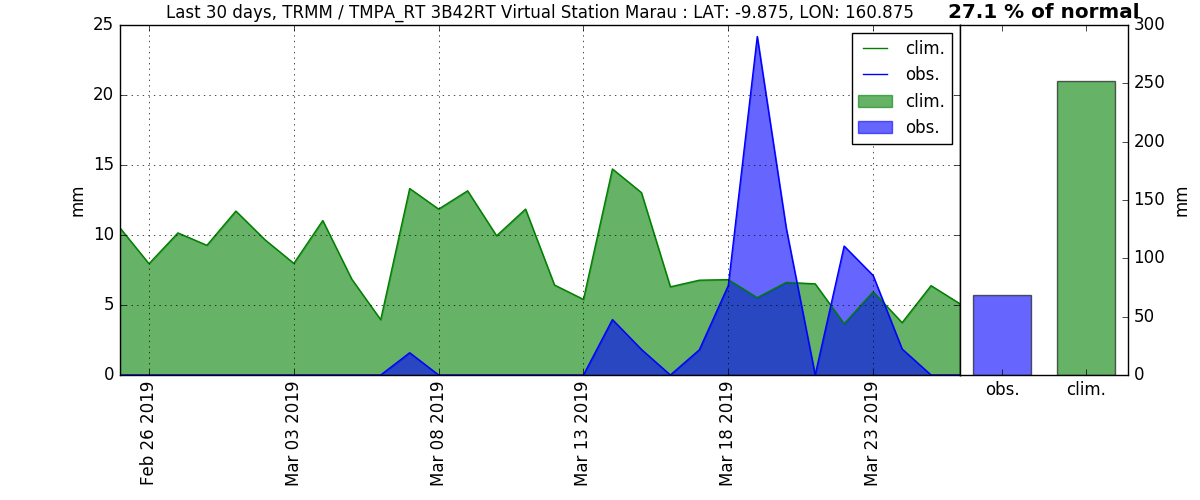 Last 30 days, TRMM / TMPA_RT 3B42RT Virtual Station Marau : LAT: -9.875, LON: 160.875
27.1 % of normal
25
20
15
10
5
0
mm
clim.
obs.
clim.
obs.
Feb 26 2019
Mar 03 2019
Mar 08 2019
Mar 13 2019
Mar 18 2019
Mar 23 2019
300
250
200
150
100
50
0
mm
obs.
clim.